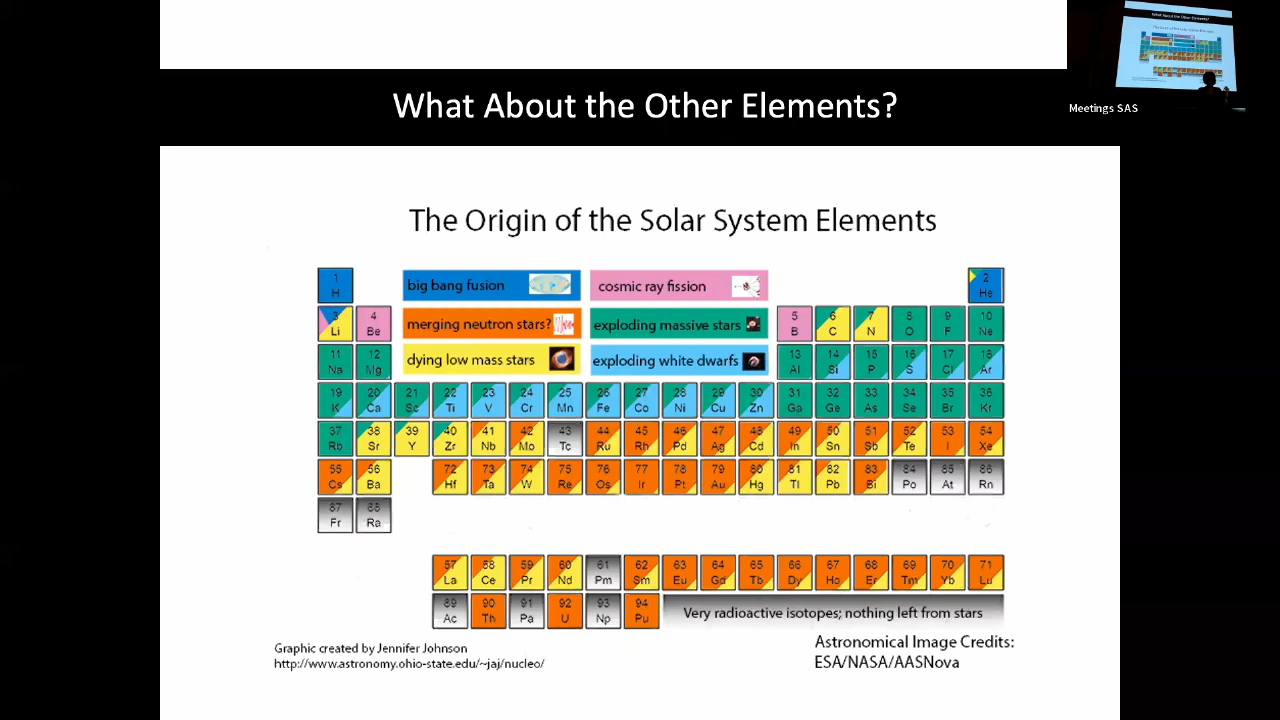 What About the Other Elements?
Meetings SAS
The Origin of the Solar System Elements
1 H
big bang fusion
cosmic ray fission
2 He
3 Li
4 Be
merging neutron stars?
exploding massive stars
5 B
6 C
7 N
8 O
9 F
10 Ne
11 Na
12 Mg
dying low mass stars
exploding white dwarfs
13 Al
14 Si
15 P
16 S
17 Cl
18 Ar
19 K
20 Ca
21 Sc
22 Ti
23 V
24 Cr
25 Mn
26 Fe
27 Co
28 Ni
29 Cu
30 Zn
31 Ga
32 Ge
33 As
34 Se
35 Br
36 Kr
37 Rb
38 Sr
39 Y
40 Zr
41 Nb
42 Mo
43 Tc
44 Ru
45 Rh
46 Pd
47 Ag
48 Cd
49 In
50 Sn
51 Sb
52 Te
53 I
54 Xe
55 Cs
56 Ba
72 Hf
73 Ta
74 W
75 Re
76 Os
77 Ir
78 Pt
79 Au
80 Hg
81 Tl
82 Pb
83 Bi
84 Po
85 At
86 Rn
87 Fr
88 Ra
57 La
58 Ce
59 Pr
60 Nd
61 Pm
62 Sm
63 Eu
64 Gd
65 Tb
66 Dy
67 Ho
68 Er
69 Tm
70 Yb
71 Lu
89 Ac
90 Th
91 Pa
92 U
93 Np
94 Pu
Very radioactive isotopes; nothing left from stars
Graphic created by Jennifer Johnson
http://www.astronomy.ohio-state.edu/~jaj/nucleo/
Astronomical Image Credits:
ESA/NASA/AASNova